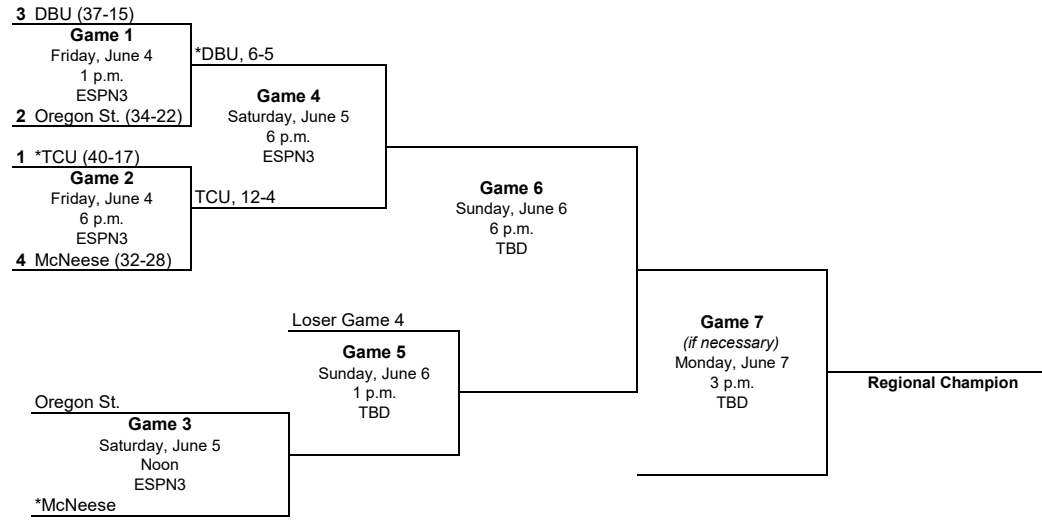 3 DBU (37-15)
Game 1
Friday, June 4
1 p.m.
ESPN3
2 Oregon St. (34-22)
*DBU, 6-5
Game 4
Saturday, June 5
6 p.m.
ESPN3
1 *TCU (40-17)
Game 2
Friday, June 4
6 p.m.
ESPN3
4 McNeese (32-28)
TCU, 12-4
Game 6
Sunday, June 6
6 p.m.
TBD
Loser Game 4
Game 5
Sunday, June 6
1 p.m.
TBD
Oregon St.
Game 3
Saturday, June 5
Noon
ESPN3
*McNeese
Game 7
(if necessary)
Monday, June 7
3 p.m.
TBD
Regional Champion